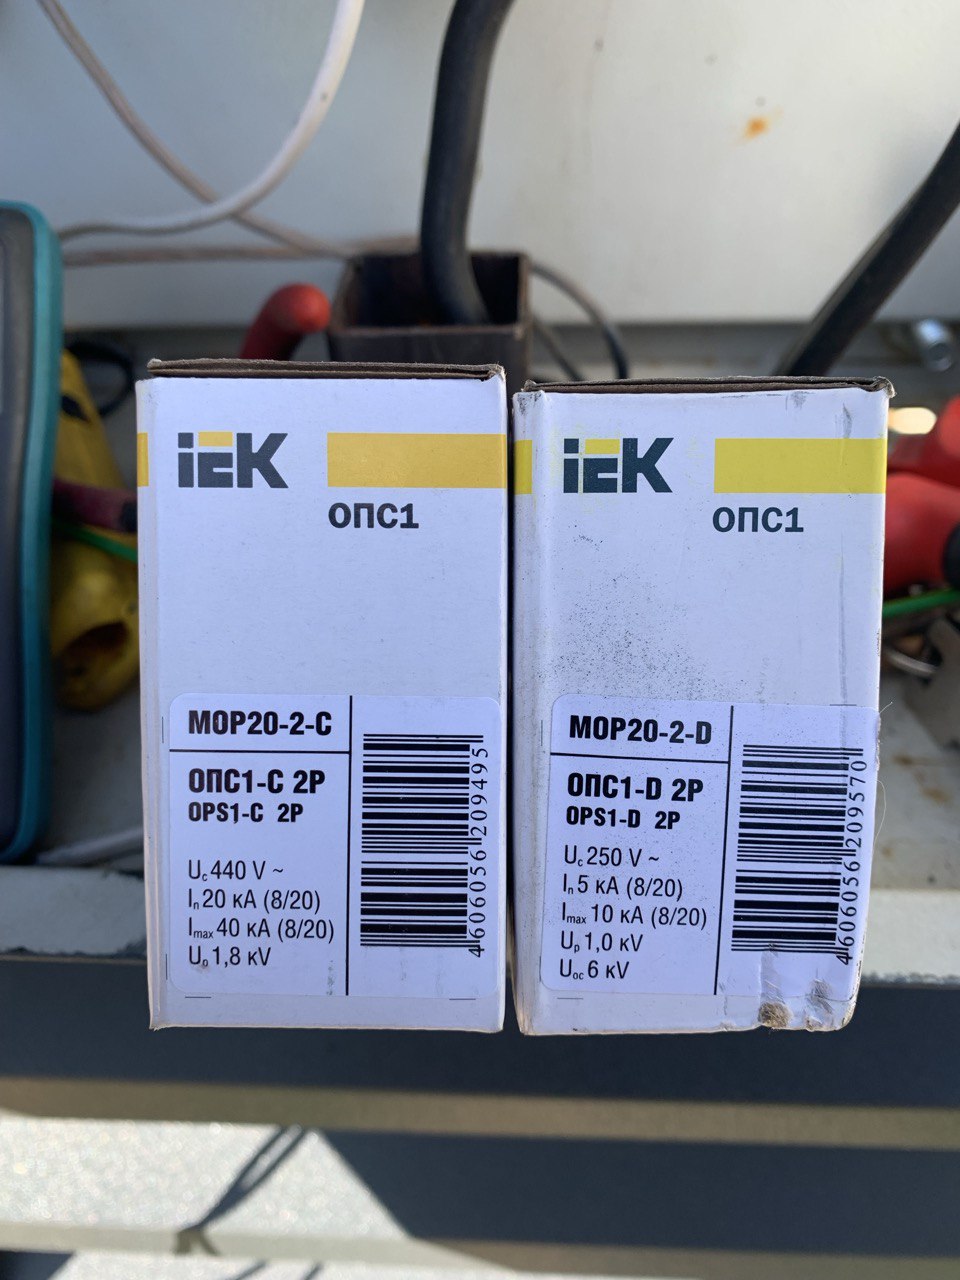 iEK
ОПС1
MOP20-2-C
ОПС1-C 2P
OPS1-C 2P
Uc 440 V ~
In 20 кА (8/20)
Imax 40 кА (8/20)
Up 1,8 kV
4606056209495
iEK
ОПС1
MOP20-2-D
ОПС1-D 2P
OPS1-D 2P
Uc 250 V ~
In 5 кА (8/20)
Imax 10 кА (8/20)
Up 1,0 kV
Uoc 6 kV
4606056209570